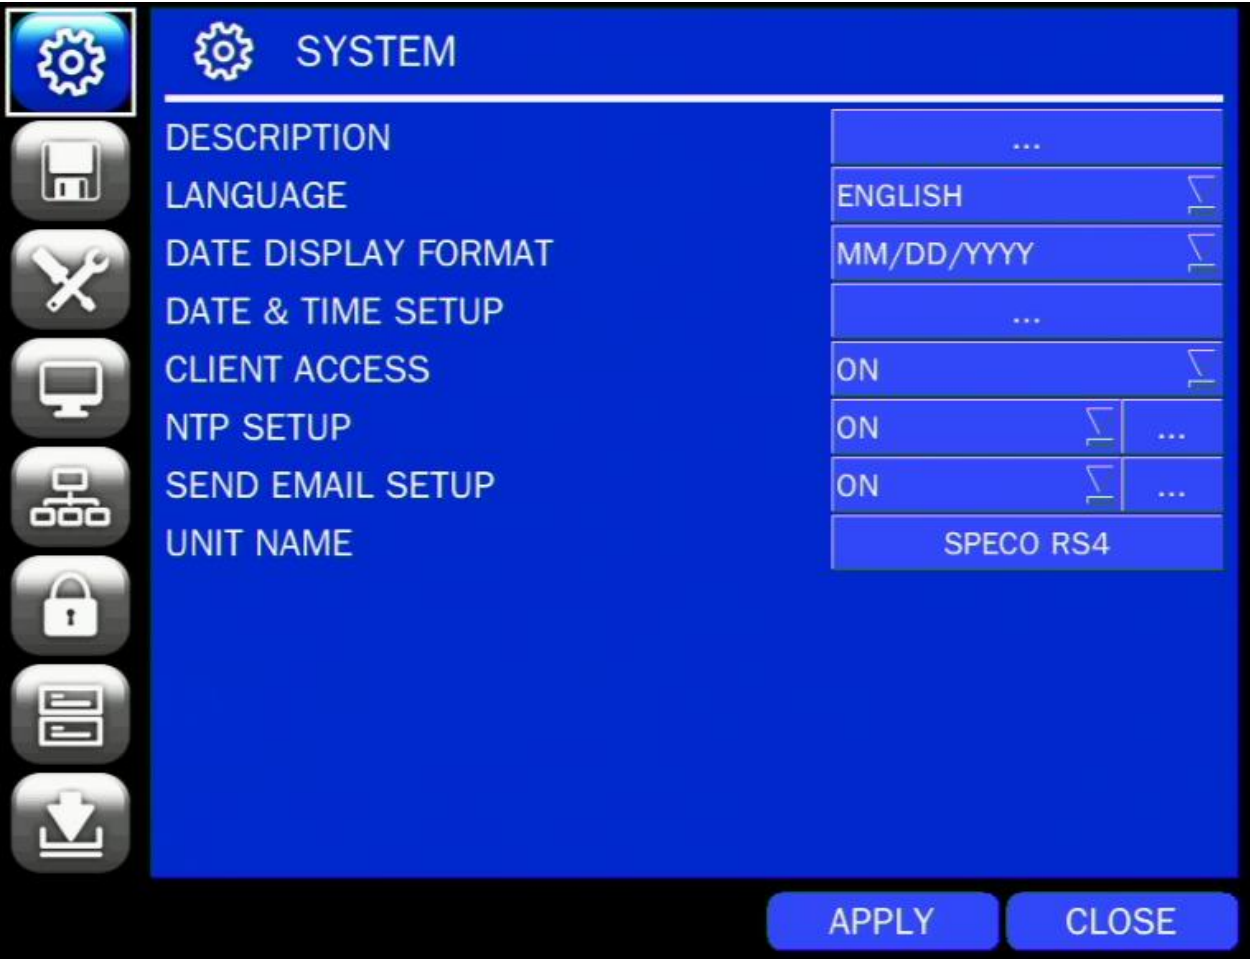 SYSTEM
DESCRIPTION ...
LANGUAGE ENGLISH
DATE DISPLAY FORMAT MM/DD/YYYY
DATE & TIME SETUP ...
CLIENT ACCESS ON
NTP SETUP ON ...
SEND EMAIL SETUP ON ...
UNIT NAME SPECO RS4
APPLY CLOSE